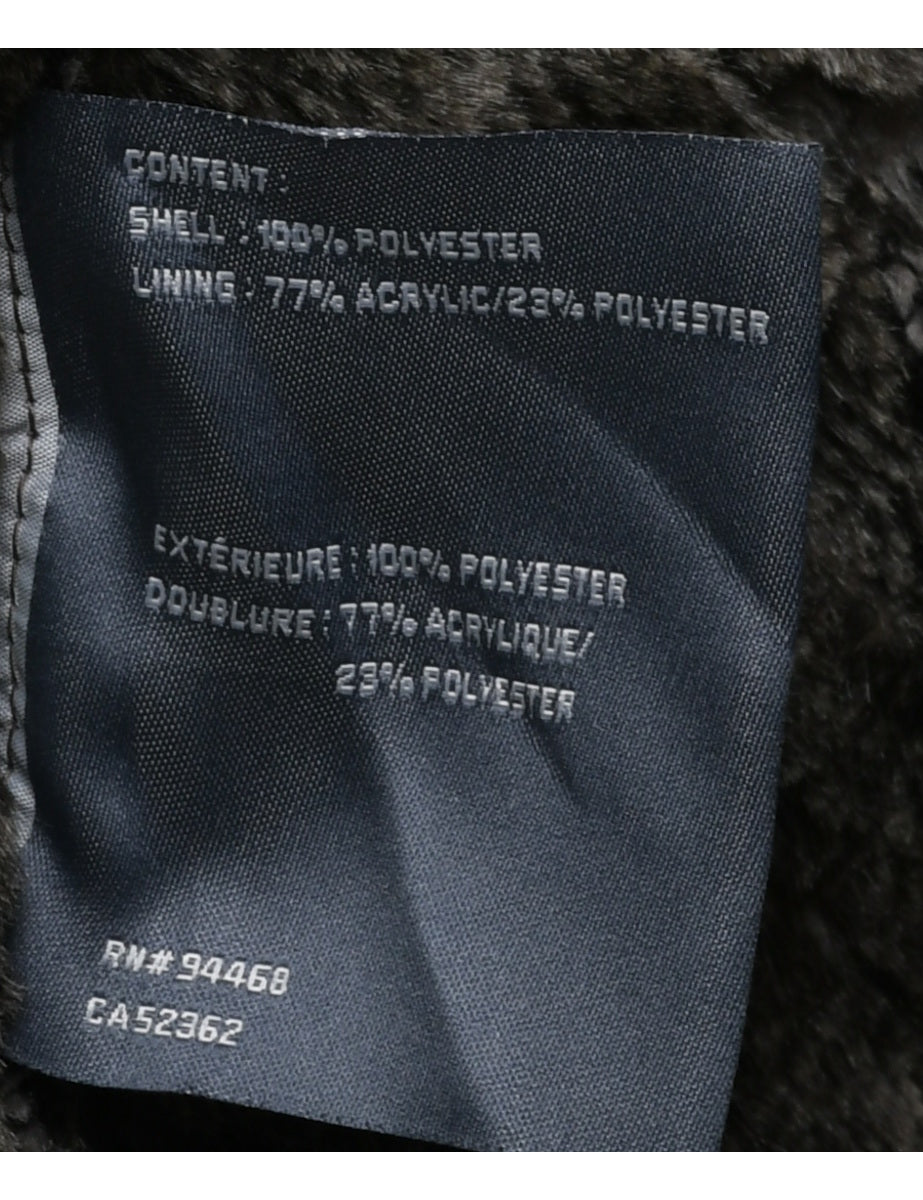 CONTENT :
SHELL : 100% POLYESTER
LINING : 77% ACRYLIC/23% POLYESTER
EXTÉRIEURE : 100% POLYESTER
DOUBLURE : 77% ACRYLIQUE/
23% POLYESTER
RN# 94468
CA52362